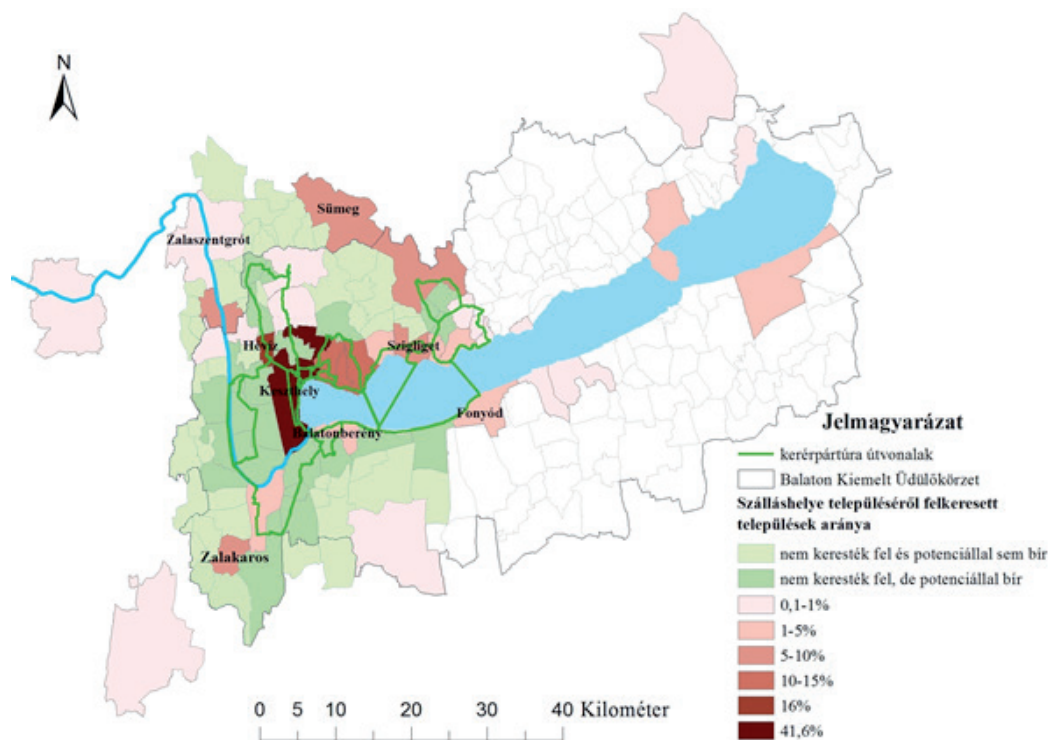 N
Sümeg
Zalaszentgrót
Hévíz
Szigliget
Keszthely
Fonyód
Balatonberény
Zalakaros
Jelmagyarázat
kerérpártúra útvonalak
Balaton Kiemelt Üdülőkörzet
Szálláshelye településéről felkeresett
települések aránya
nem keresték fel és potenciállal sem bír
nem keresték fel, de potenciállal bír
0,1-1%
1-5%
5-10%
10-15%
16%
41,6%
0 5 10 20 30 40 Kilométer